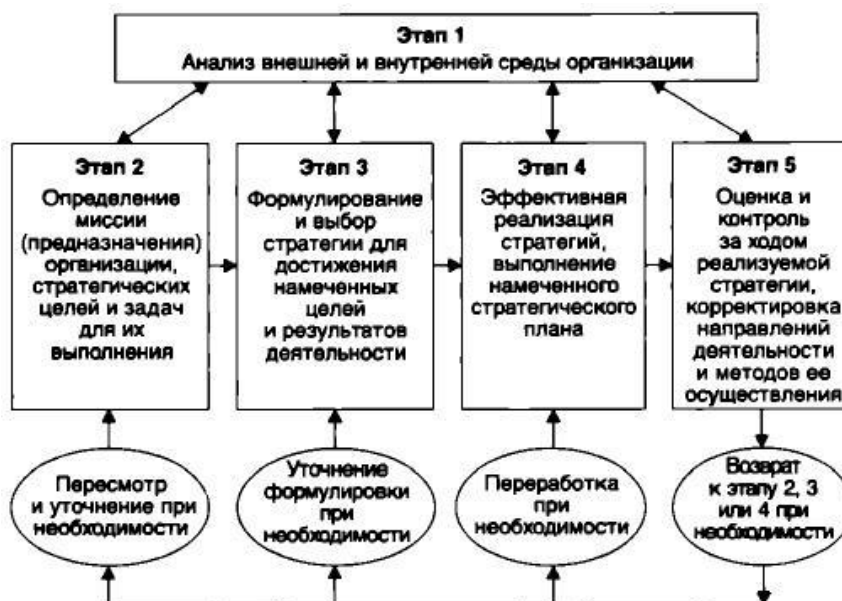 Этап 1
Анализ внешней и внутренней среды организации
Этап 2
Определение
миссии
(предназначения)
организации,
стратегических
целей и задач
для их
выполнения
Этап 3
Формулирование
и выбор
стратегии для
достижения
намеченных
целей
и результатов
деятельности
Этап 4
Эффективная
реализация
стратегий,
выполнение
намеченного
стратегического
плана
Этап 5
Оценка и
контроль
за ходом
реализуемой
стратегии,
корректировка
направлений
деятельности
и методов ее
осуществления
Пересмотр
и уточнение при
необходимости
Уточнение
формулировки
при
необходимости
Переработка
при
необходимости
Возврат
к этапу 2, 3
или 4 при
необходимости